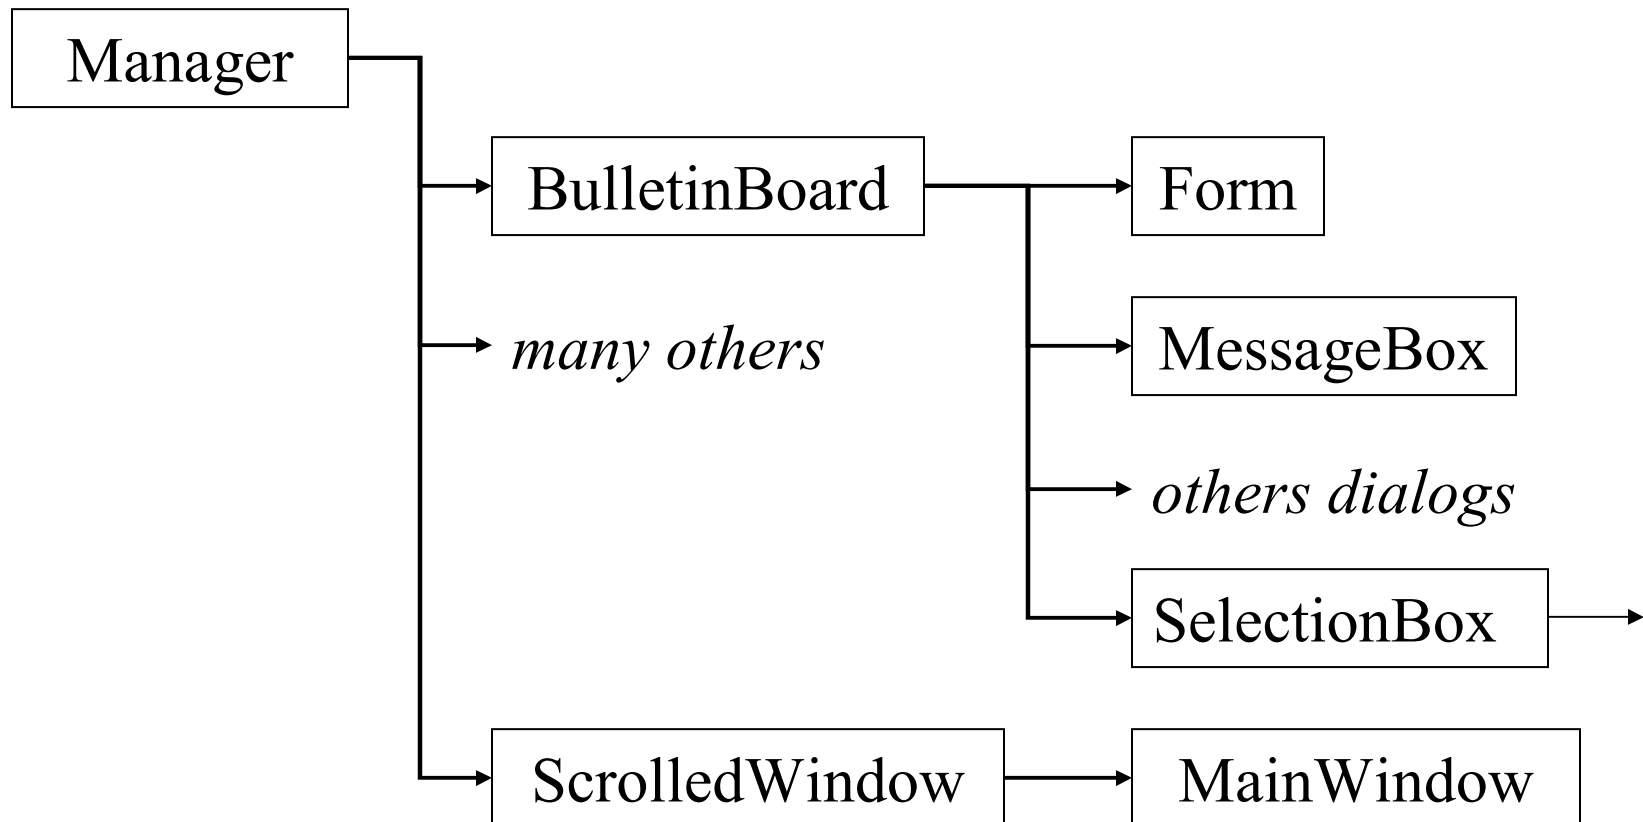 Manager
BulletinBoard
Form
many others
MessageBox
others dialogs
SelectionBox
ScrolledWindow
MainWindow